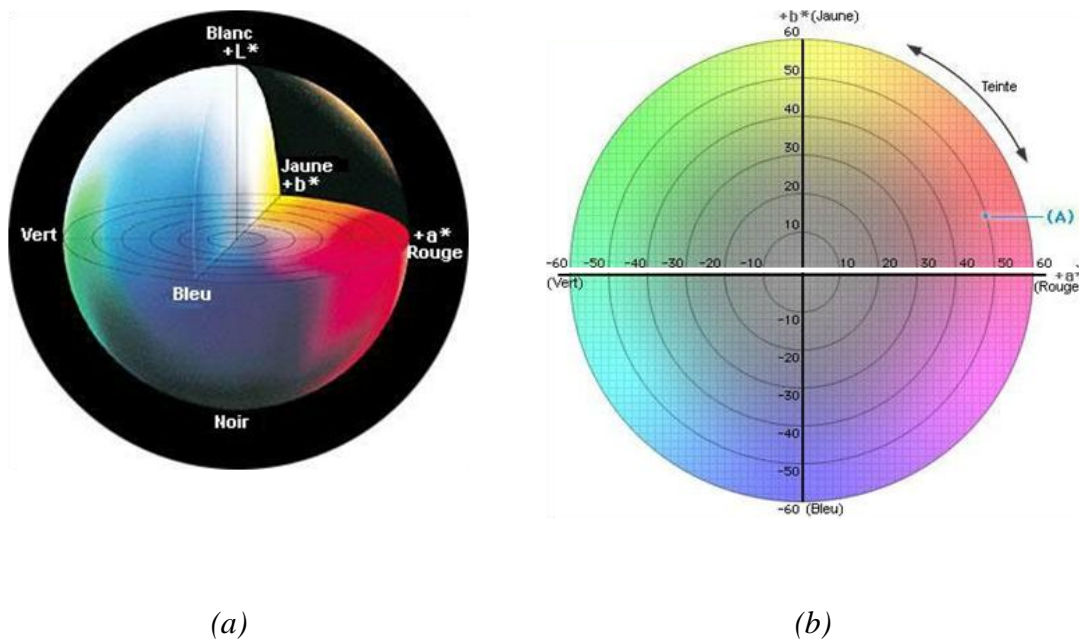 Blanc
+L*
Jaune
+b*
Vert
+a*
Rouge
Bleu
Noir
+b*(Jaune)
60
50
40
30
20
10
Teinte
(A)
-60 -50 -40 -30 -20 -10 10 20 30 40 50 60
(Vert)
+a*
(Rouge
-10
-20
-30
-40
-50
-60 (Bleu)
(a)
(b)